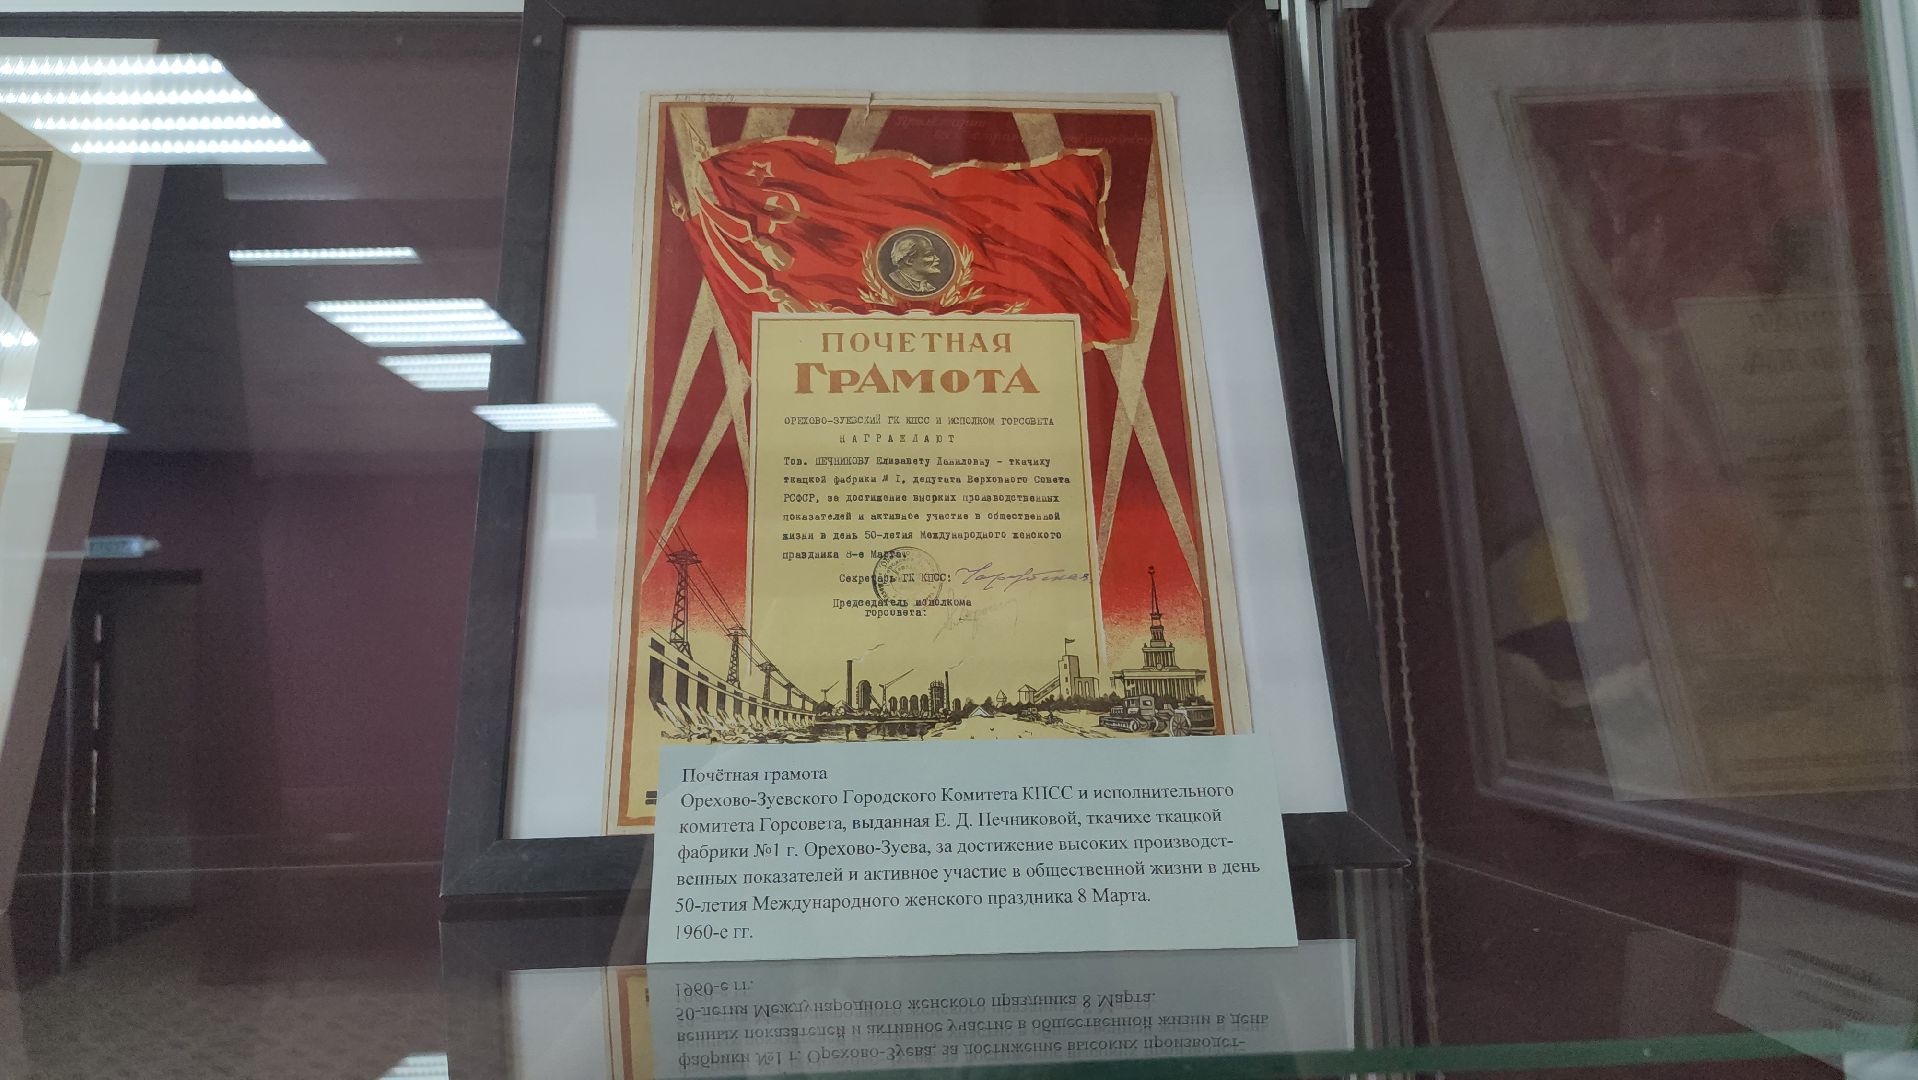 ПОЧЕТНАЯ
ГРАМОТА
ОРЕХОВО-ЗУЕВСКИЙ ГК КПСС И ИСПОЛКОМ ГОРСОВЕТА
НАГРАЖДАЮТ
Тов. ПЕЧНИКОВУ Елизавету Даниловну - ткачиху
ткацкой фабрики № I, депутата Верховного Совета
РСФСР, за достижение высоких производственных
показателей и активное участие в общественной
жизни в день 50-летия Международного женского
праздника 8-е Марта.
Секретарь ГК КПСС:
Председатель исполкома
горсовета:
Почётная грамота
Орехово-Зуевского Городского Комитета КПСС и исполнительного
комитета Горсовета, выданная Е. Д. Печниковой, ткачихе ткацкой
фабрики №1 г. Орехово-Зуева, за достижение высоких производст-
венных показателей и активное участие в общественной жизни в день
50-летия Международного женского праздника 8 Марта.
1960-е гг.